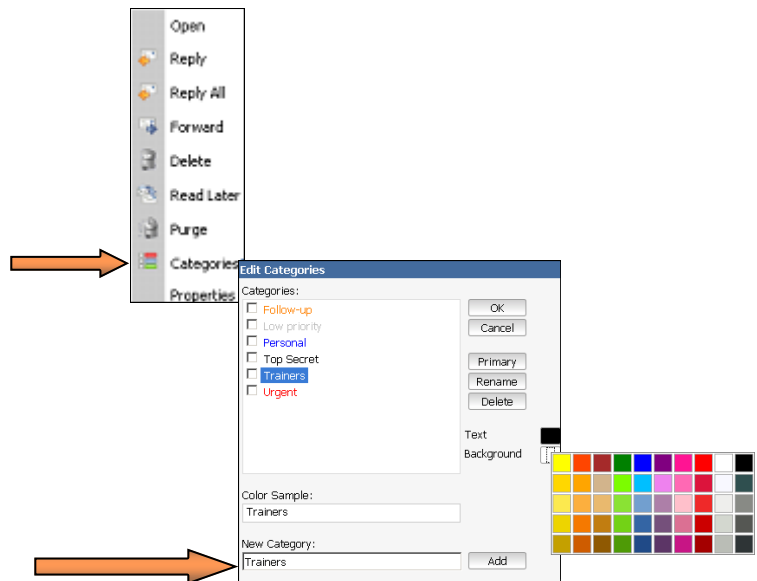 Open
Reply
Reply All
Forward
Delete
Read Later
Purge
Categories
Properties
Edit Categories
Categories:
Follow-up
Low priority
Personal
Top Secret
Trainers
Urgent
OK
Cancel
Primary
Rename
Delete
Text
Background
Color Sample:
Trainers
New Category:
Trainers
Add